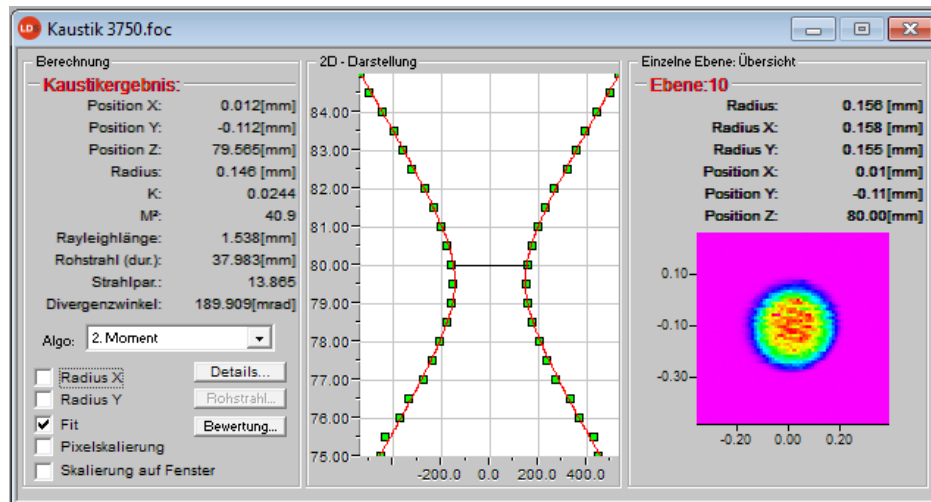 LD Kaustik 3750.foc
Berechnung
Kaustikergebnis:
Position X: 0.012[mm]
Position Y: -0.112[mm]
Position Z: 79.565[mm]
Radius: 0.146 [mm]
K: 0.0244
M²: 40.9
Rayleighlänge: 1.538[mm]
Rohstrahl (dur.): 37.983[mm]
Strahlpar.: 13.865
Divergenzwinkel: 189.909[mrad]
Algo: 2. Moment
Radius X
Details...
Radius Y
Rohstrahl...
Fit
Bewertung...
Pixelskalierung
Skalierung auf Fenster
2D - Darstellung
84.00
83.00
82.00
81.00
80.00
79.00
78.00
77.00
76.00
75.00
-200.0 0.0 200.0 400.0
Einzelne Ebene: Übersicht
Ebene:10
Radius: 0.156 [mm]
Radius X: 0.158 [mm]
Radius Y: 0.155 [mm]
Position X: 0.01[mm]
Position Y: -0.11[mm]
Position Z: 80.00[mm]
0.10
-0.10
-0.30
-0.20 0.00 0.20